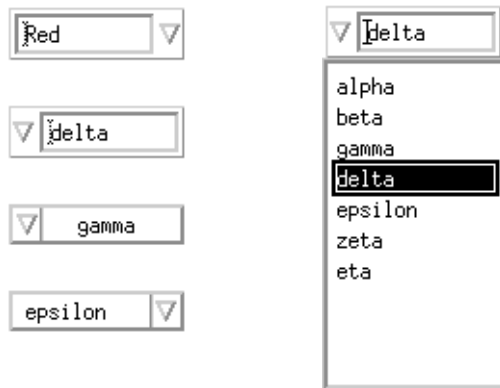 Red
delta
gamma
epsilon
delta
alpha
beta
gamma
delta
epsilon
zeta
eta